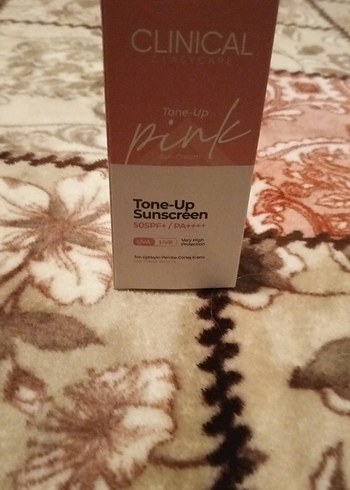 CLINICAL
Tone-Up
pink
Tone-Up
Sunscreen
50SPF+ / PA++++
UVA UVB Very High
Protection